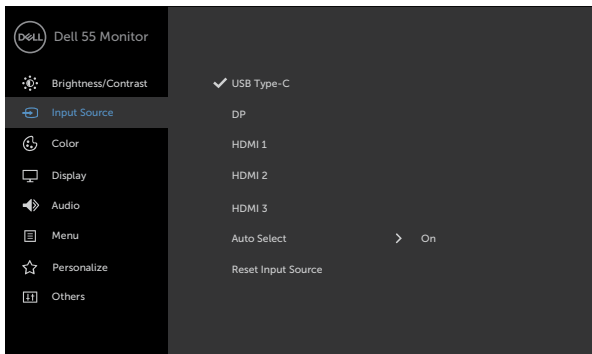 DELL Dell 55 Monitor
Brightness/Contrast
Input Source
Color
Display
Audio
Menu
Personalize
Others
USB Type-C
DP
HDMI 1
HDMI 2
HDMI 3
Auto Select On
Reset Input Source